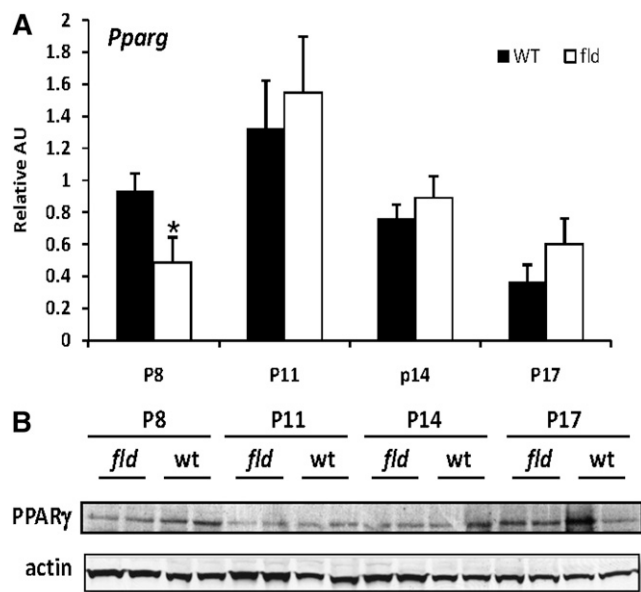 A
Pparg
WT
fld
Relative AU
2
1.8
1.6
1.4
1.2
1
0.8
0.6
0.4
0.2
0
*
P8 P11 p14 P17
B
P8 P11 P14 P17
fld wt fld wt fld wt fld wt
PPARγ
actin